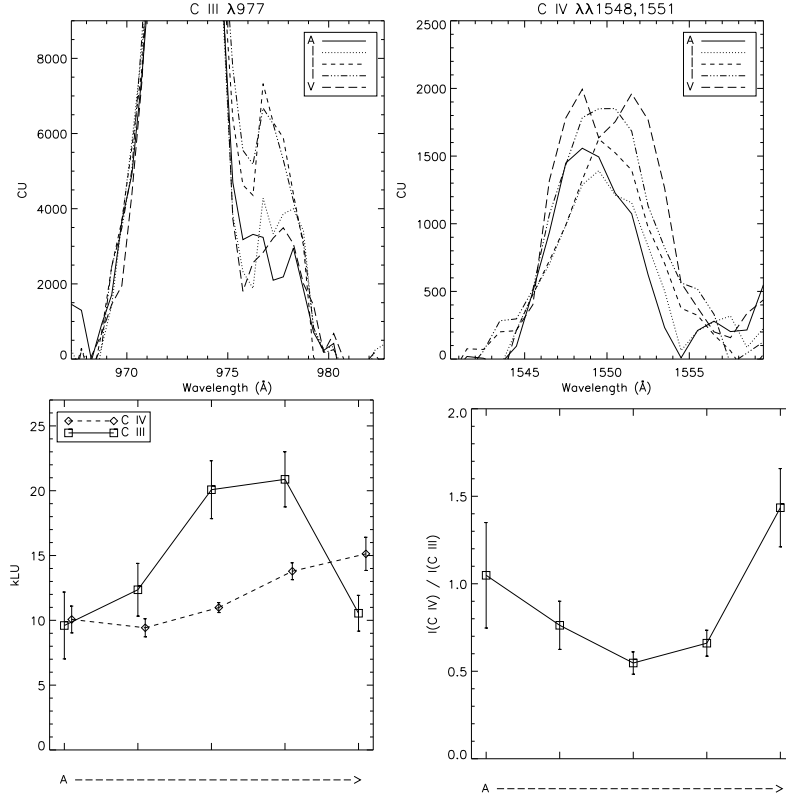 C III λ977
C IV λλ1548,1551
CU
8000
6000
4000
2000
0
970
975
980
Wavelength (Å)
A
V
CU
2500
2000
1500
1000
500
0
1545
1550
1555
Wavelength (Å)
A
V
kLU
25
20
15
10
5
0
C IV
C III
A
I(C IV) / I(C III)
2.0
1.5
1.0
0.5
0.0
A